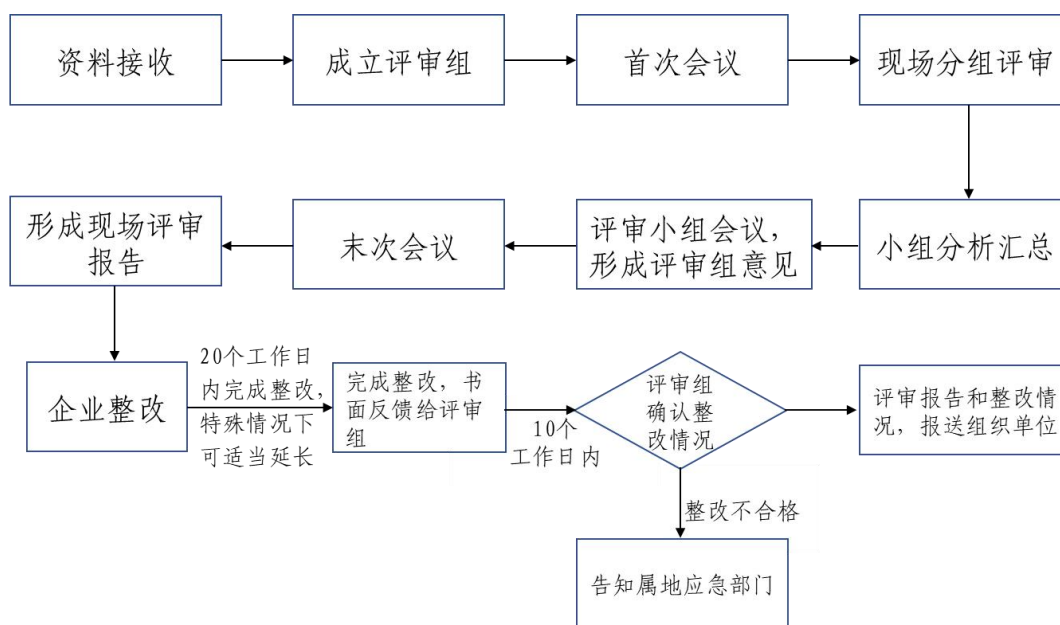 资料接收
成立评审组
首次会议
现场分组评审
形成现场评审
报告
末次会议
评审小组会议，
形成评审组意见
小组分析汇总
企业整改
20个工作日
内完成整改，
特殊情况下
可适当延长
完成整改，书
面反馈给评审
组
10个
工作日内
评审组
确认整
改情况
评审报告和整改情
况，报送组织单位
整改不合格
告知属地应急部门